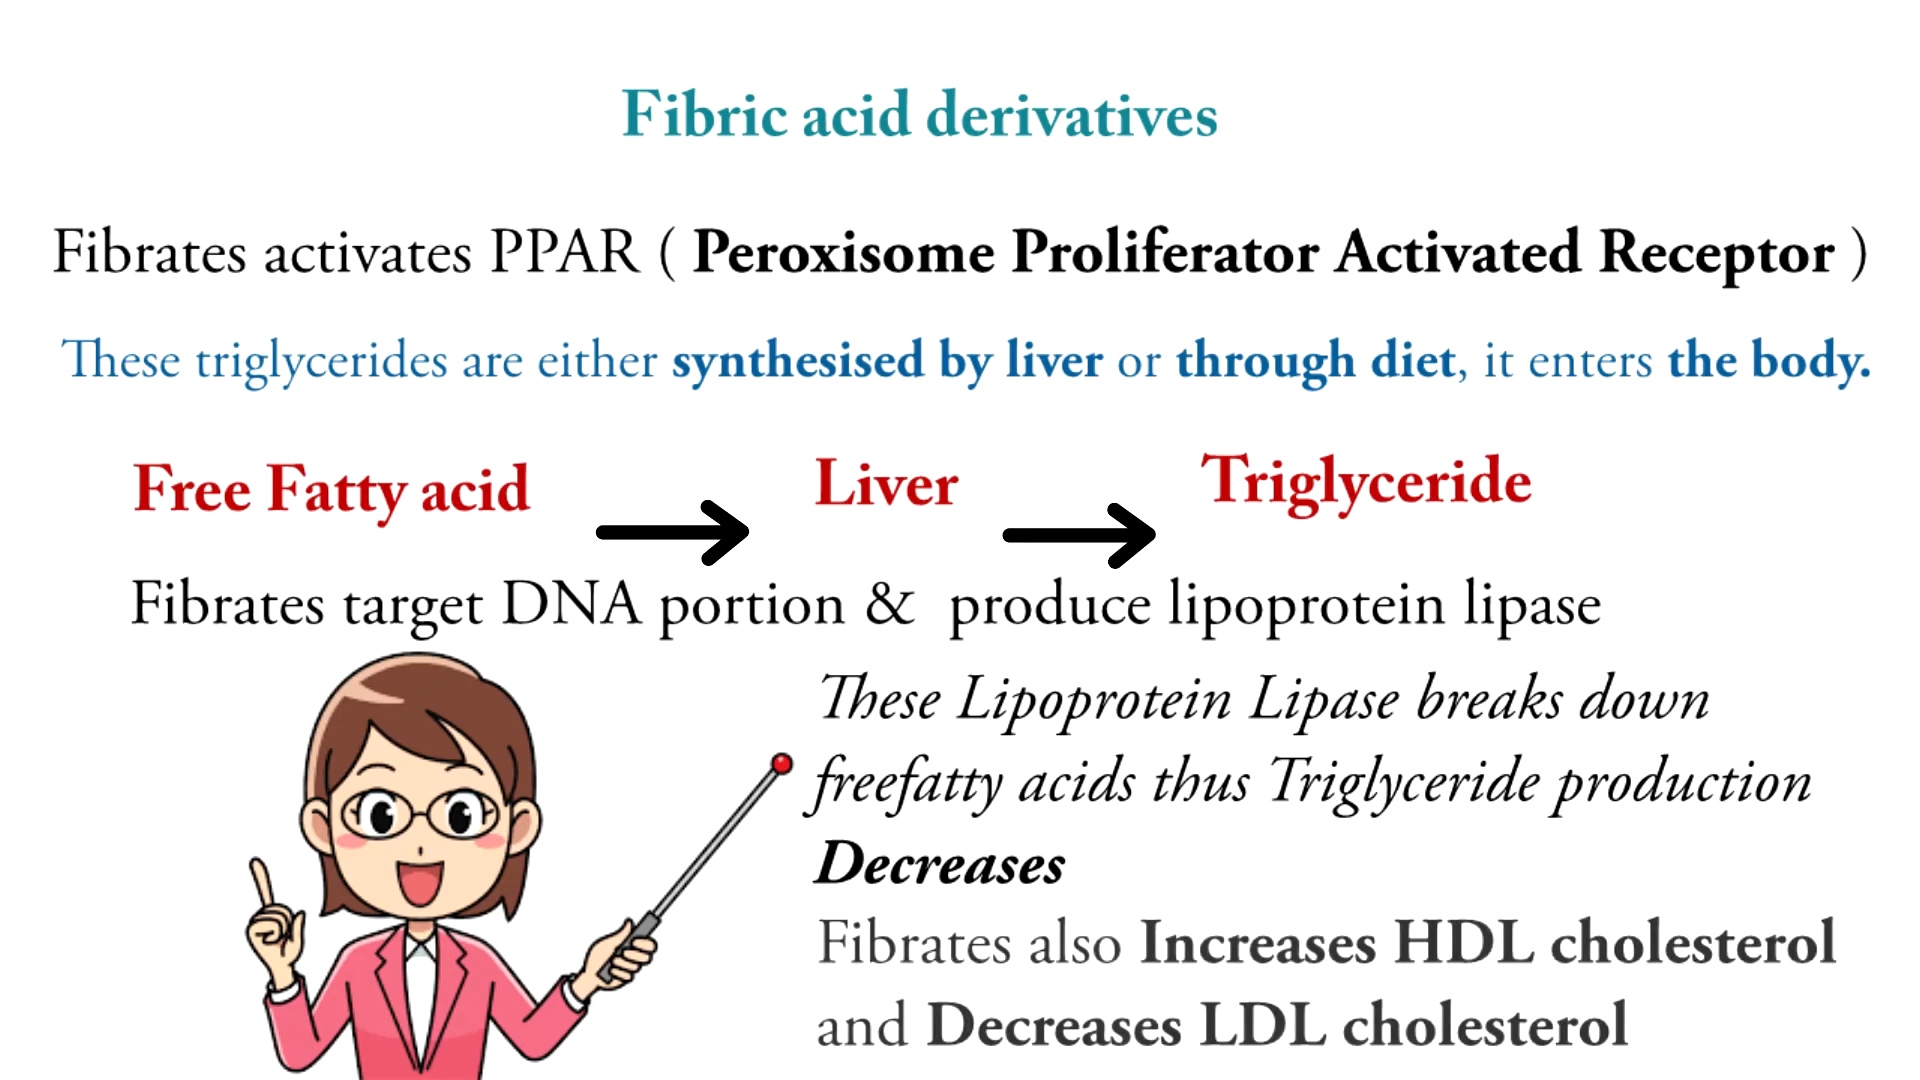 Fibric acid derivatives
Fibrates activates PPAR ( Peroxisome Proliferator Activated Receptor )
These triglycerides are either synthesised by liver or through diet, it enters the body.
Free Fatty acid → Liver → Triglyceride
Fibrates target DNA portion & produce lipoprotein lipase
These Lipoprotein Lipase breaks down
freefatty acids thus Triglyceride production
Decreases
Fibrates also Increases HDL cholesterol
and Decreases LDL cholesterol